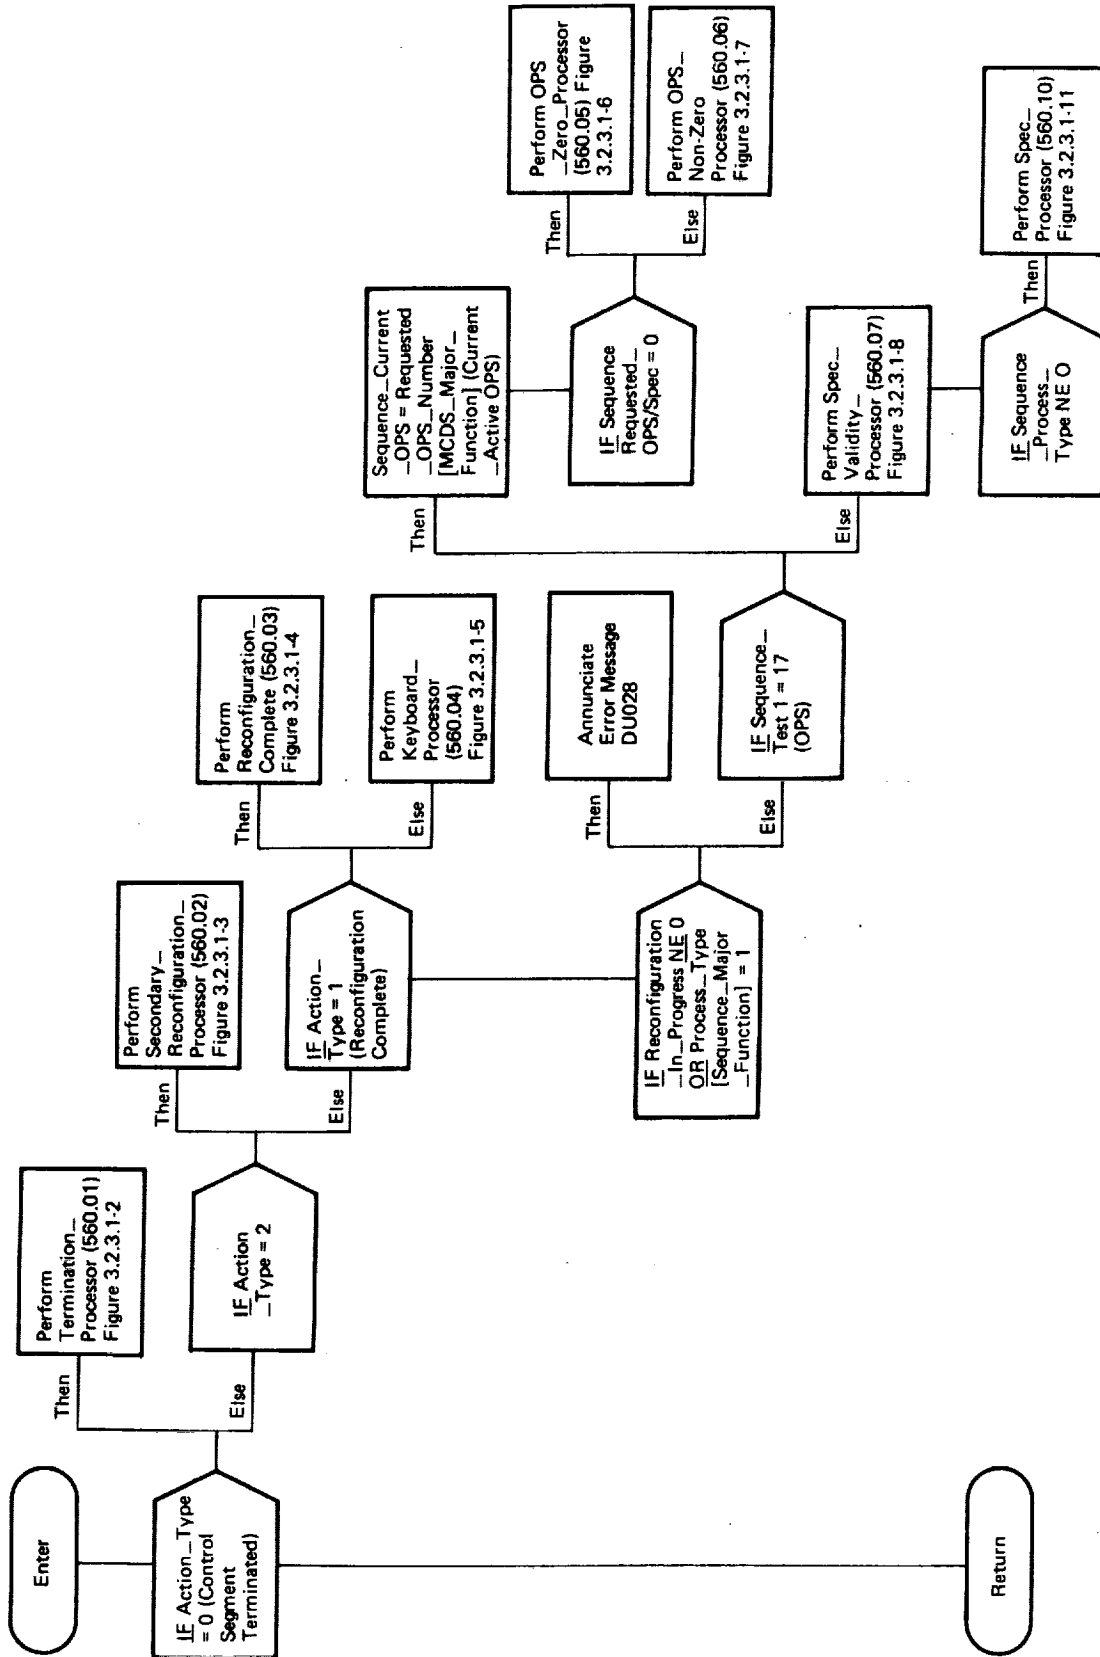 Enter
IF Action_Type
= 0 (Control
Segment
Terminated)
Return
Then
Perform
Termination_
Processor (560.01)
Figure 3.2.3.1-2
Else
IF Action
_Type = 2
Then
Perform
Secondary_
Reconfiguration_
Processor (560.02)
Figure 3.2.3.1-3
Else
IF Action_
Type = 1
(Reconfiguration
Complete)
Then
Perform
Reconfiguration_
Complete (560.03)
Figure 3.2.3.1-4
Else
Perform
Keyboard_
Processor
(560.04)
Figure 3.2.3.1-5
IF Reconfiguration
_In_Progress NE 0
OR Process_Type
[Sequence_Major
_Function] = 1
Then
Annunciate
Error Message
DU028
Else
IF Sequence_
Test 1 = 17
(OPS)
Then
Sequence_Current
_OPS = Requested
_OPS_Number
[MCDS_Major_
Function] (Current
_Active OPS)
IF Sequence
Requested_
OPS/Spec = 0
Then
Perform OPS
_Zero_Processor
(560.05) Figure
3.2.3.1-6
Else
Perform OPS_
Non-Zero
Processor (560.06)
Figure 3.2.3.1-7
Else
Perform Spec_
Validity_
Processor (560.07)
Figure 3.2.3.1-8
IF Sequence
_Process_
Type NE O
Then
Perform Spec_
Processor (560.10)
Figure 3.2.3.1-11